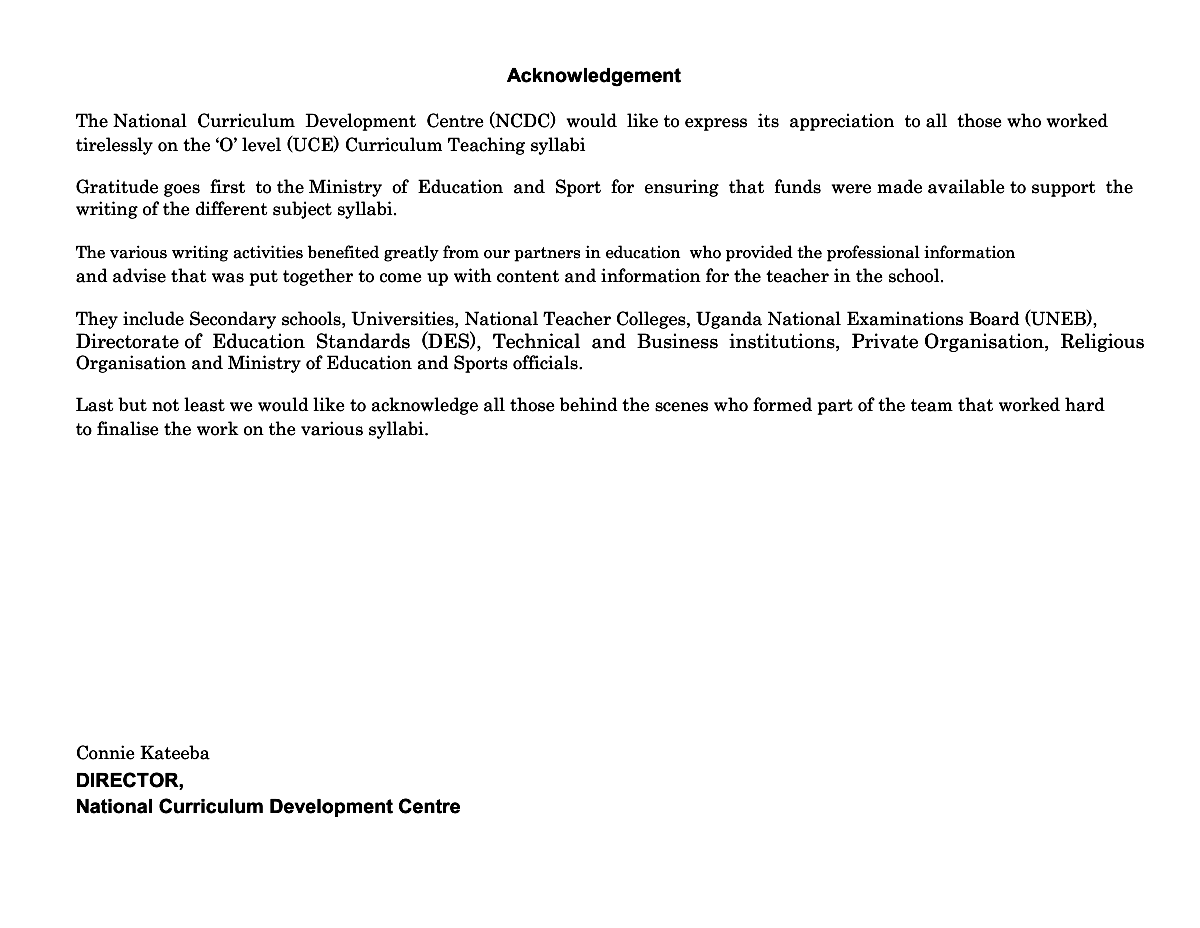 Acknowledgement
The National Curriculum Development Centre (NCDC) would like to express its appreciation to all those who worked
tirelessly on the ‘O’ level (UCE) Curriculum Teaching syllabi
Gratitude goes first to the Ministry of Education and Sport for ensuring that funds were made available to support the
writing of the different subject syllabi.
The various writing activities benefited greatly from our partners in education who provided the professional information
and advise that was put together to come up with content and information for the teacher in the school.
They include Secondary schools, Universities, National Teacher Colleges, Uganda National Examinations Board (UNEB),
Directorate of Education Standards (DES), Technical and Business institutions, Private Organisation, Religious
Organisation and Ministry of Education and Sports officials.
Last but not least we would like to acknowledge all those behind the scenes who formed part of the team that worked hard
to finalise the work on the various syllabi.
Connie Kateeba
DIRECTOR,
National Curriculum Development Centre